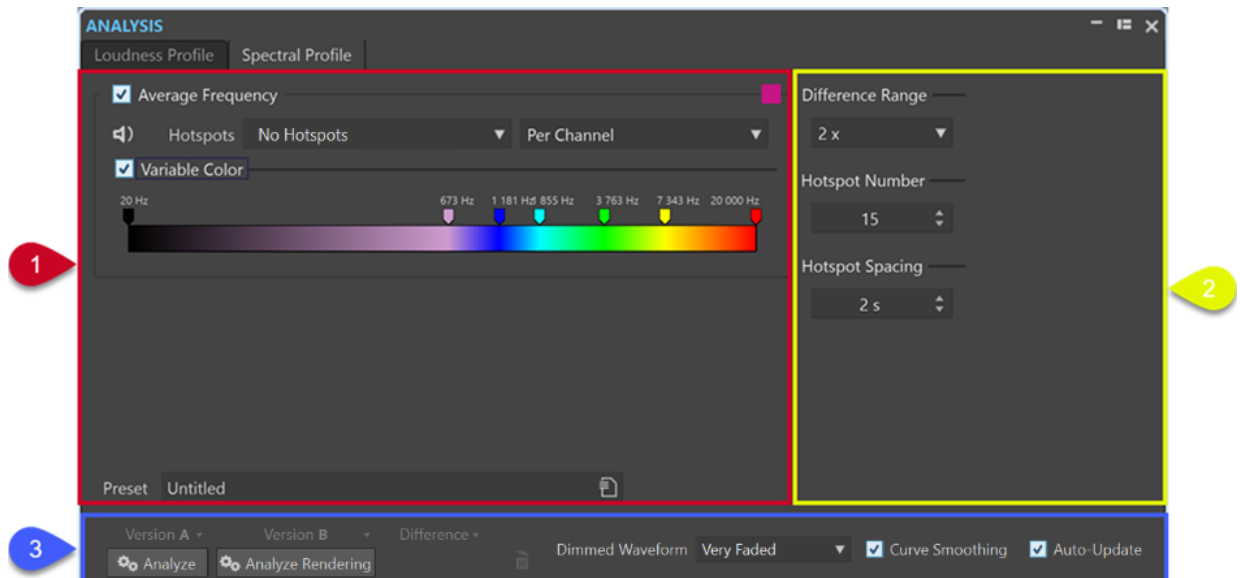 ANALYSIS
Loudness Profile Spectral Profile
Average Frequency
Hotspots No Hotspots Per Channel
Variable Color
20 Hz 673 Hz 1 181 Hz 855 Hz 3 763 Hz 7 343 Hz 20 000 Hz
Preset Untitled
Difference Range
2 x
Hotspot Number
15
Hotspot Spacing
2 s
Version A Version B Difference
Analyze Analyze Rendering
Dimmed Waveform Very Faded Curve Smoothing Auto-Update
1
2
3